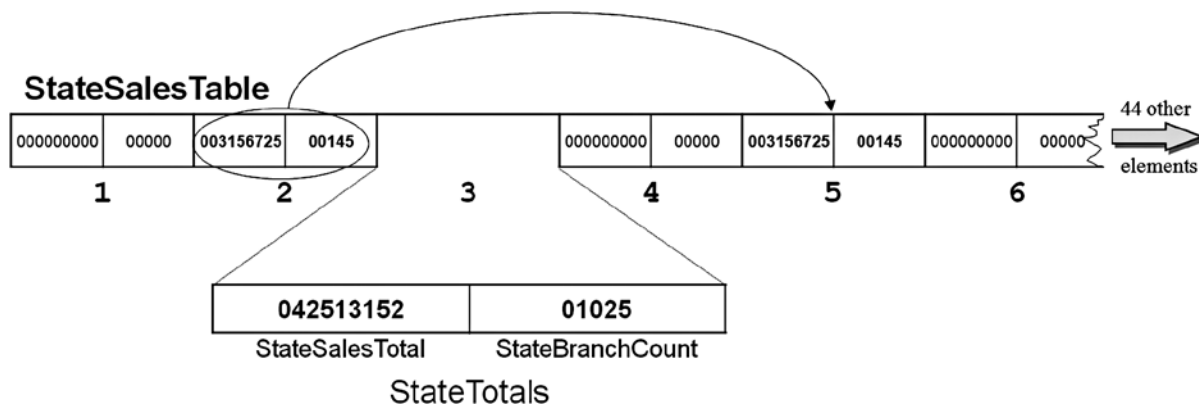 StateSalesTable
44 other
000000000 00000 003156725 00145 000000000 00000 003156725 00145 000000000 00000
elements
1 2 3 4 5 6
042513152 01025
StateSalesTotal StateBranchCount
StateTotals